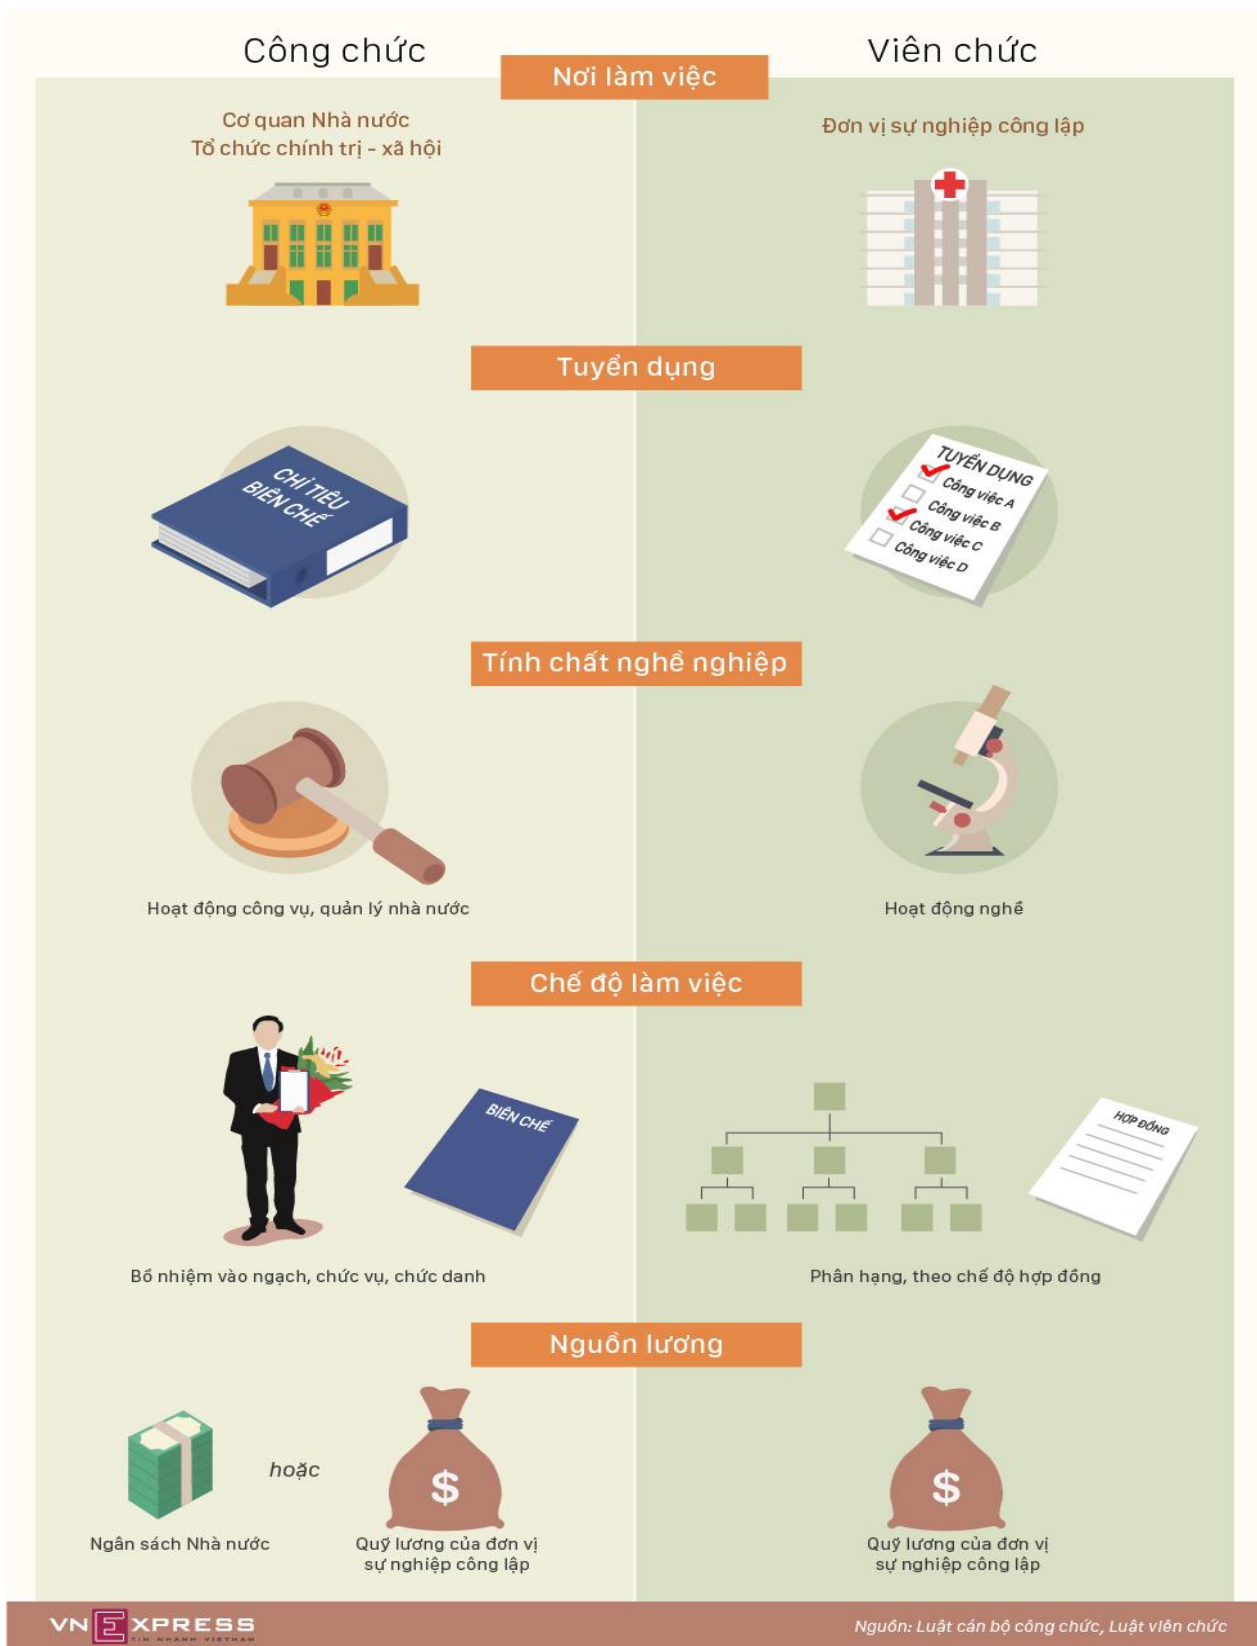 Công chức
Viên chức
Nơi làm việc
Cơ quan Nhà nước
Tổ chức chính trị - xã hội
Đơn vị sự nghiệp công lập
Tuyển dụng
CHỈ TIÊU
BIÊN CHẾ
TUYỂN DỤNG
Công việc A
Công việc B
Công việc C
Công việc D
Tính chất nghề nghiệp
Hoạt động công vụ, quản lý nhà nước
Hoạt động nghề
Chế độ làm việc
BIÊN CHẾ
HỢP ĐỒNG
Bổ nhiệm vào ngạch, chức vụ, chức danh
Phân hạng, theo chế độ hợp đồng
Nguồn lương
hoặc
$
$
Ngân sách Nhà nước
Quỹ lương của đơn vị
sự nghiệp công lập
Quỹ lương của đơn vị
sự nghiệp công lập
VNEXPRESS
TIN NHANH VIETNAM
Nguồn: Luật cán bộ công chức, Luật viên chức